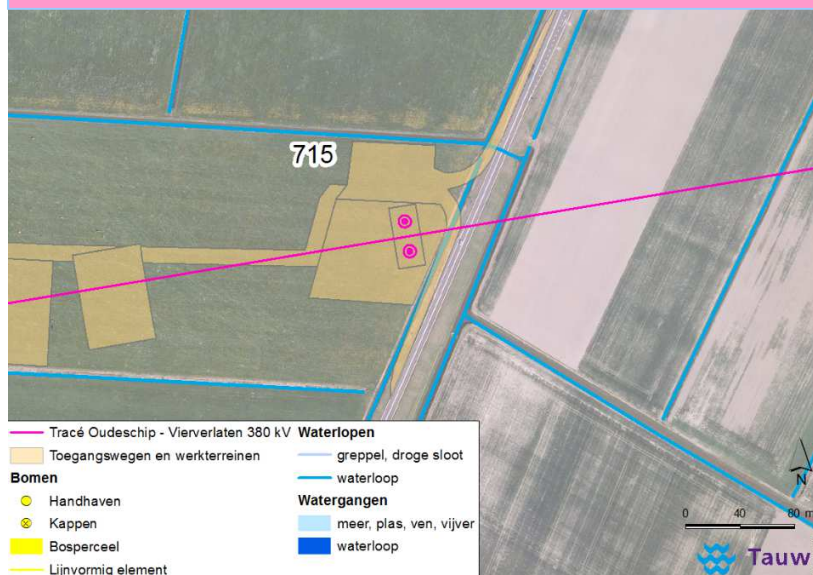 715
Tracé Oudeschip - Vierverlaten 380 kV
Toegangswegen en werkterreinen
Bomen
Handhaven
Kappen
Bosperceel
Lijnvormig element
Waterlopen
greppel, droge sloot
waterloop
Watergangen
meer, plas, ven, vijver
waterloop
N
0 40 80 m
Tauw